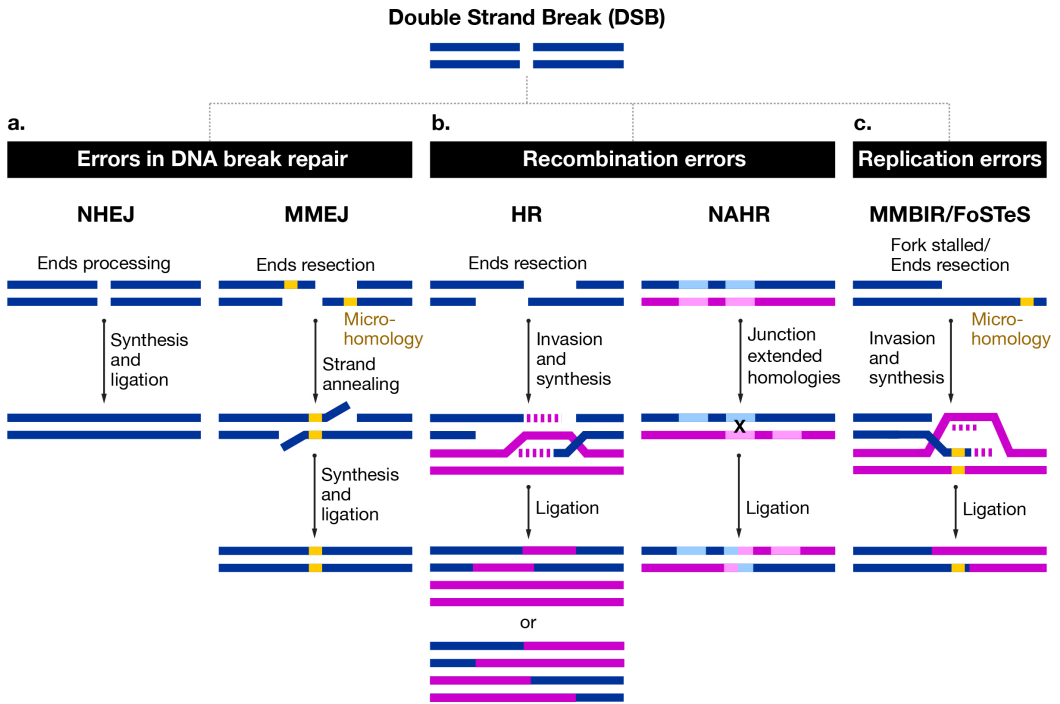 Double Strand Break (DSB)
a.
Errors in DNA break repair
NHEJ
Ends processing
Synthesis
and
ligation
MMEJ
Ends resection
Micro-
homology
Strand
annealing
Synthesis
and
ligation
b.
Recombination errors
HR
Ends resection
Invasion
and
synthesis
Ligation
or
NAHR
Junction
extended
homologies
X
Ligation
c.
Replication errors
MMBIR/FoSTeS
Fork stalled/
Ends resection
Micro-
homology
Invasion
and
synthesis
Ligation